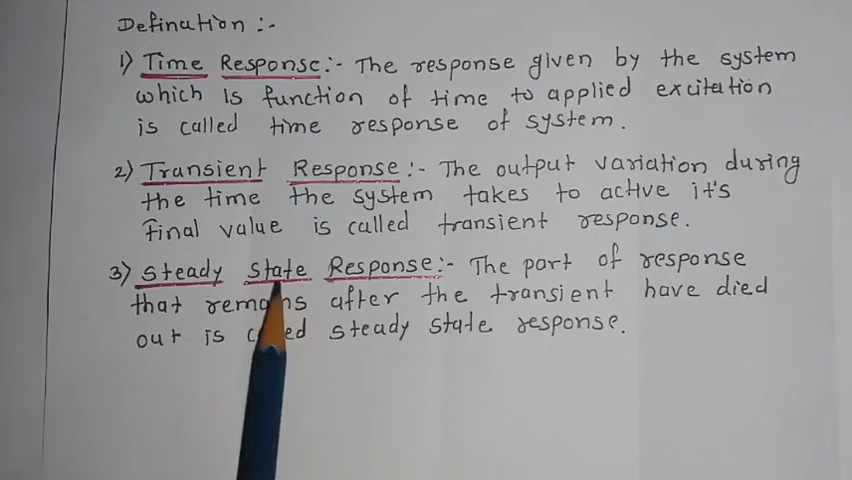 Defination :-
1) Time Response:- The response given by the system
which is function of time to applied excitation
is called time response of system.
2) Transient Response:- The output variation during
the time the system takes to active it's
final value is called transient response.
3) Steady state Response:- The part of response
that remains after the transient have died
out is called steady state response.